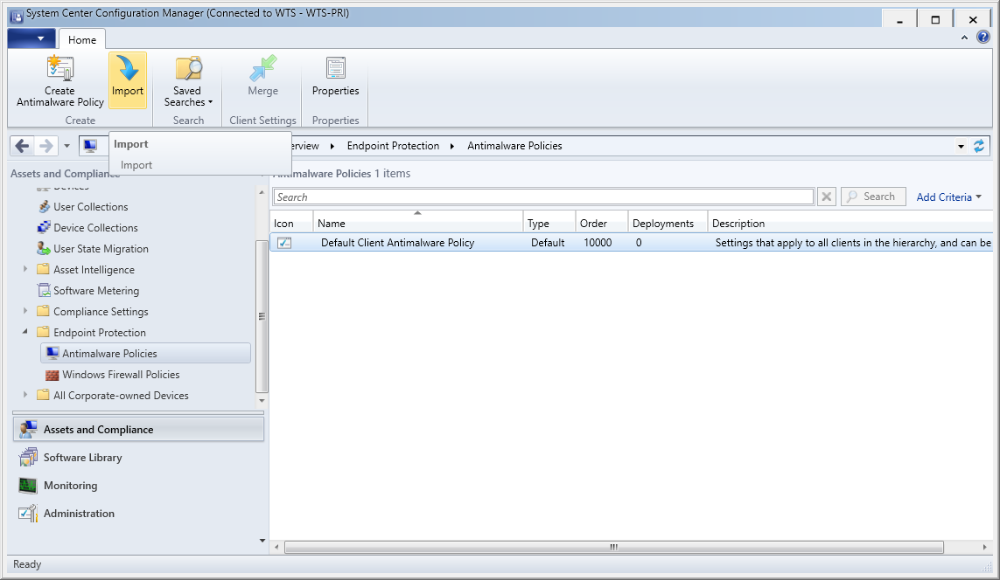 System Center Configuration Manager (Connected to WTS - WTS-PRI)
Home
Create
Antimalware Policy
Import
Saved
Searches
Merge
Properties
Create
Search
Client Settings
Properties
Endpoint Protection
Antimalware Policies
Import
Import
Assets and Compliance
Antimalware Policies 1 items
Search
Search
Add Criteria
Devices
User Collections
Device Collections
User State Migration
Asset Intelligence
Software Metering
Compliance Settings
Endpoint Protection
Antimalware Policies
Windows Firewall Policies
All Corporate-owned Devices
Icon Name Type Order Deployments Description
Default Client Antimalware Policy Default 10000 0 Settings that apply to all clients in the hierarchy, and can be
Assets and Compliance
Software Library
Monitoring
Administration
Ready